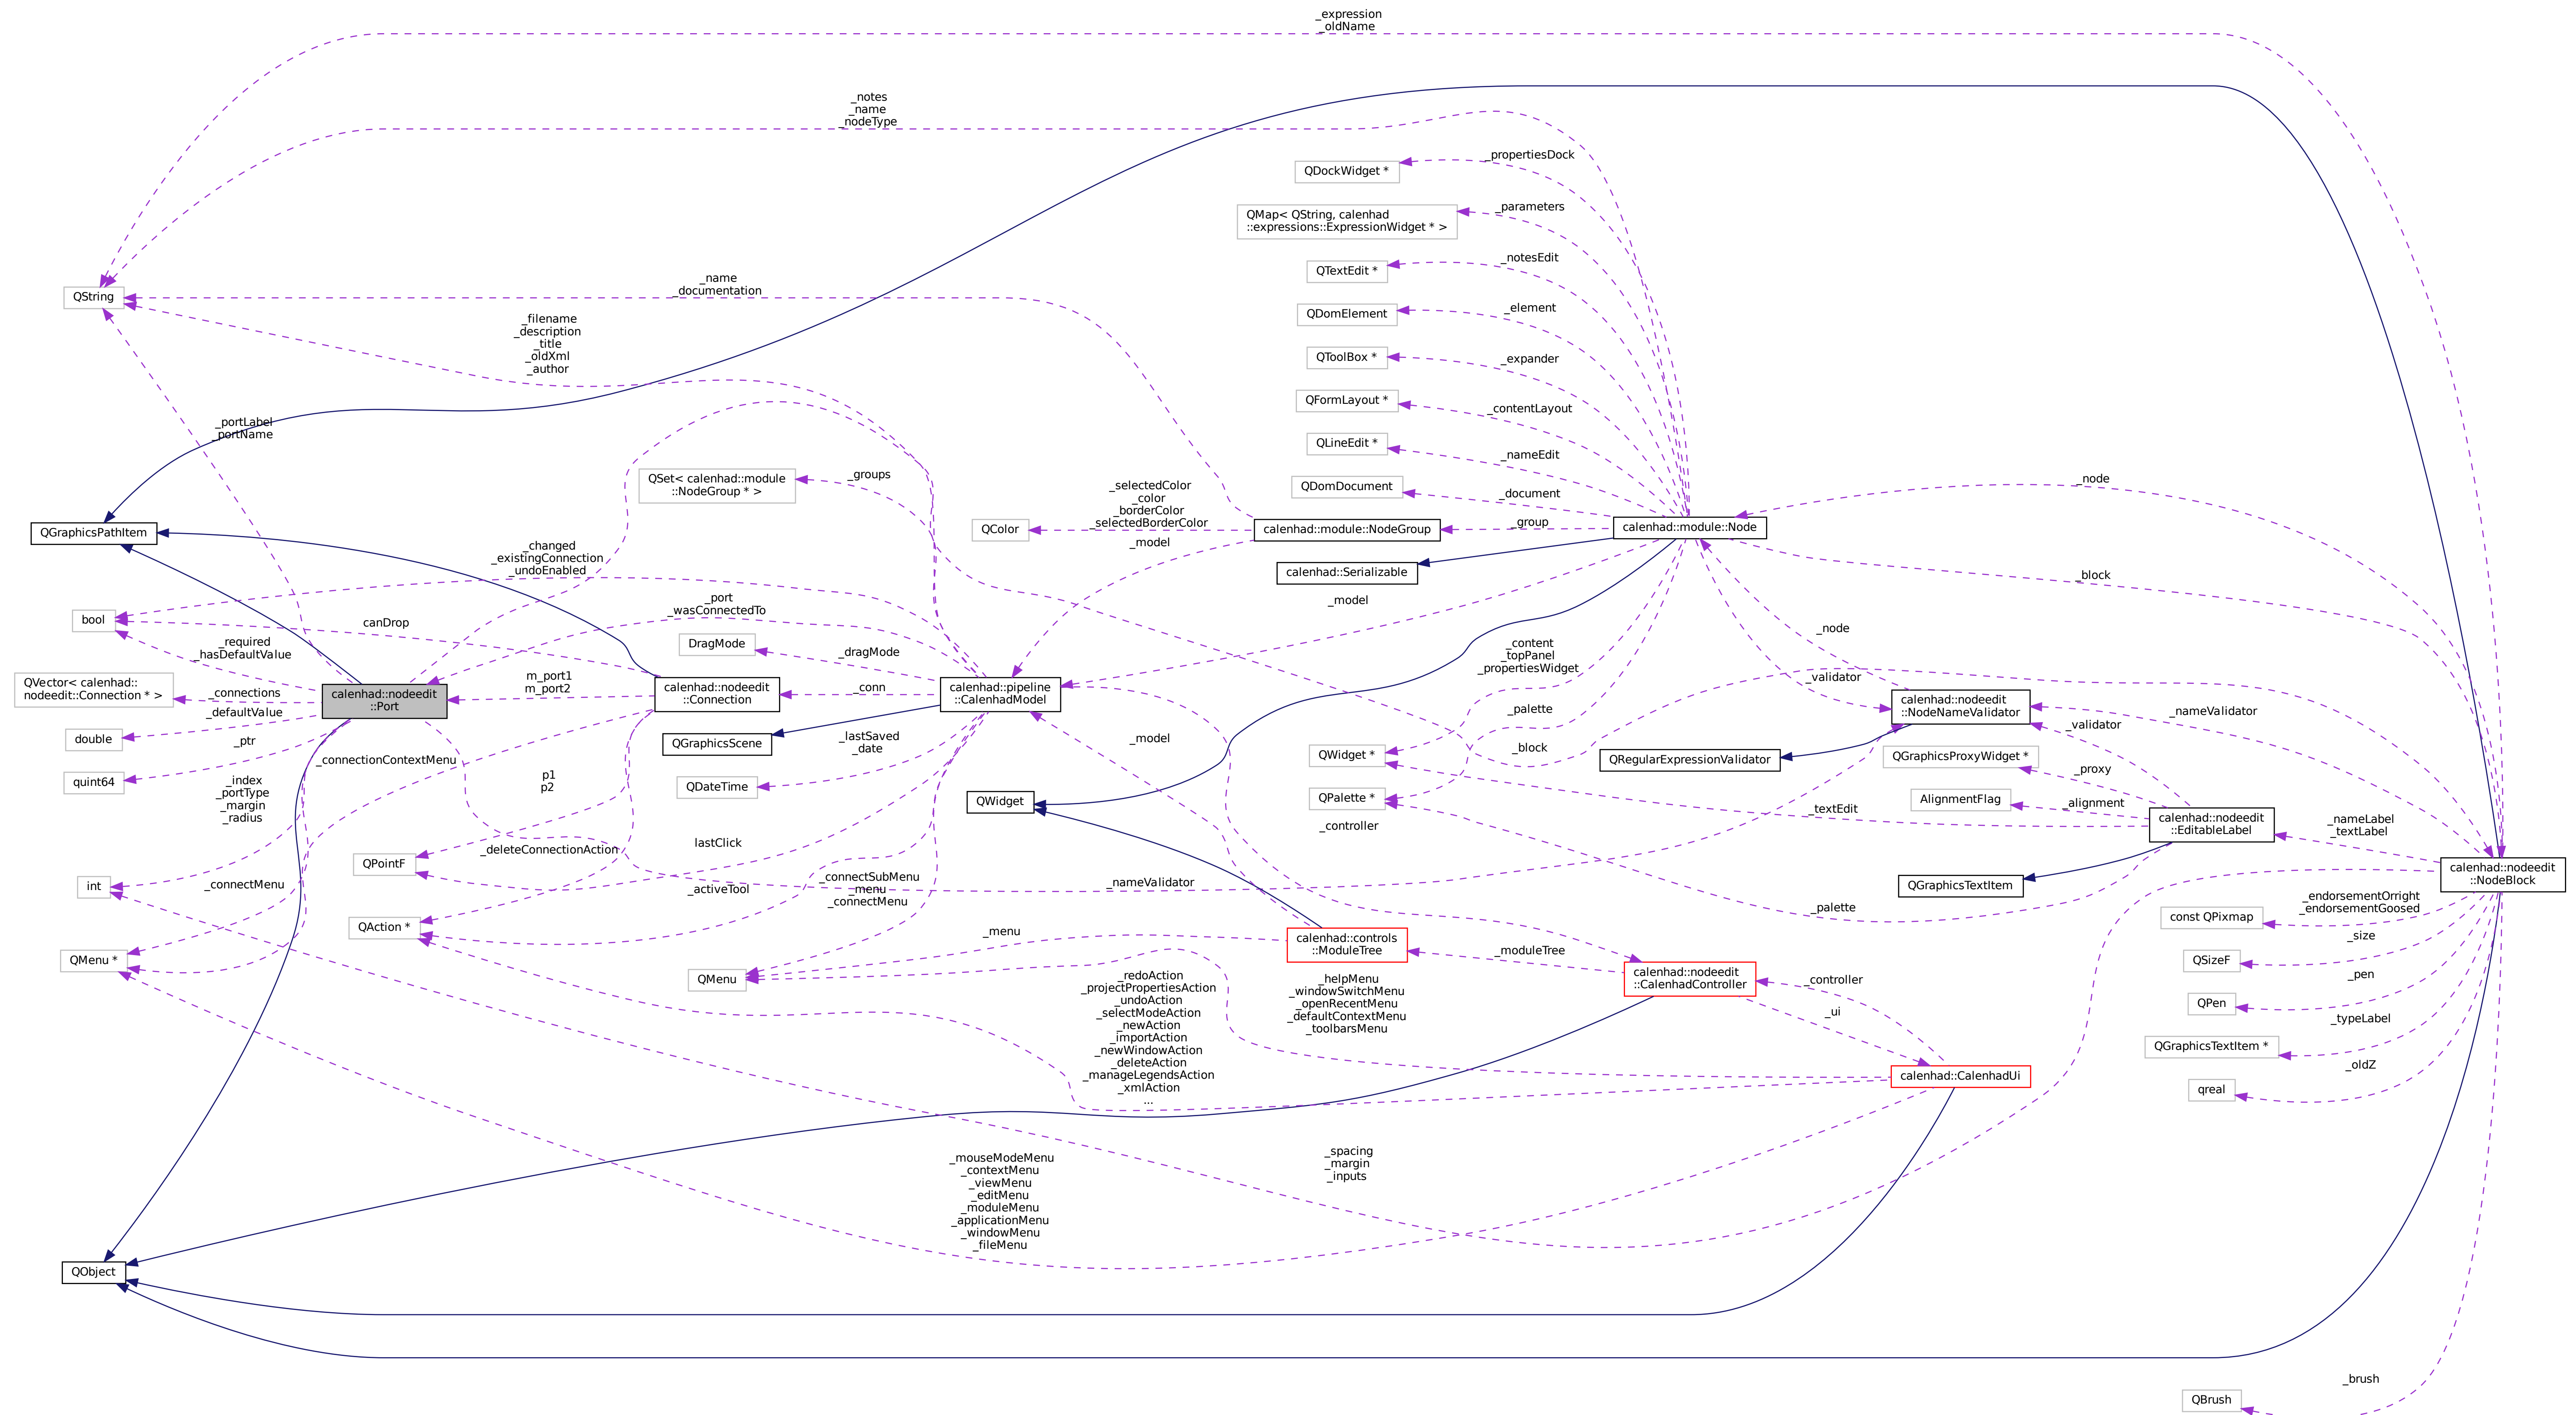 _expression
_oldName
_notes
_name
_nodeType
_propertiesDock
QDockWidget *
_parameters
QMap< QString, calenhad
::expressions::ExpressionWidget * >
_notesEdit
QTextEdit *
_name
_documentation
QString
_element
QDomElement
_filename
_description
_title
_oldXml
_author
_expander
QToolBox *
_contentLayout
QFormLayout *
_portLabel
_portName
_nameEdit
QLineEdit *
_groups
QSet< calenhad::module
::NodeGroup * >
_node
_document
QDomDocument
_selectedColor
_color
_borderColor
_selectedBorderColor
QColor
calenhad::module::NodeGroup
_group
calenhad::module::Node
QGraphicsPathItem
_model
_changed
_existingConnection
_undoEnabled
calenhad::Serializable
_block
_model
_port
_wasConnectedTo
bool
canDrop
_node
_required
_hasDefaultValue
DragMode
_dragMode
_content
_topPanel
_propertiesWidget
_validator
QVector< calenhad::
nodeedit::Connection * >
_connections
calenhad::nodeedit
::Port
m_port1
m_port2
calenhad::nodeedit
::Connection
_conn
calenhad::pipeline
::CalenhadModel
_palette
calenhad::nodeedit
::NodeNameValidator
_nameValidator
_validator
_defaultValue
double
_ptr
QGraphicsScene
_lastSaved
_date
_model
_block
QWidget *
QRegularExpressionValidator
QGraphicsProxyWidget *
_proxy
_connectionContextMenu
quint64
_index
_portType
_margin
_radius
p1
p2
QDateTime
QWidget
QPalette *
AlignmentFlag
_alignment
_textEdit
_controller
calenhad::nodeedit
::EditableLabel
_nameLabel
_textLabel
lastClick
_deleteConnectionAction
QPointF
calenhad::nodeedit
::NodeBlock
int
_connectMenu
_activeTool
_connectSubMenu
_menu
_connectMenu
_nameValidator
QGraphicsTextItem
_palette
_endorsementOrright
_endorsementGoosed
const QPixmap
QAction *
_menu
calenhad::controls
::ModuleTree
_moduleTree
_size
QSizeF
QMenu *
QMenu
calenhad::nodeedit
::CalenhadController
_controller
_pen
QPen
_redoAction
_projectPropertiesAction
_undoAction
_selectModeAction
_newAction
_importAction
_newWindowAction
_deleteAction
_manageLegendsAction
_xmlAction
...
_helpMenu
_windowSwitchMenu
_openRecentMenu
_defaultContextMenu
_toolbarsMenu
_ui
_typeLabel
QGraphicsTextItem *
calenhad::CalenhadUi
_oldZ
qreal
_mouseModeMenu
_contextMenu
_viewMenu
_editMenu
_moduleMenu
_applicationMenu
_windowMenu
_fileMenu
_spacing
_margin
_inputs
QObject
_brush
QBrush